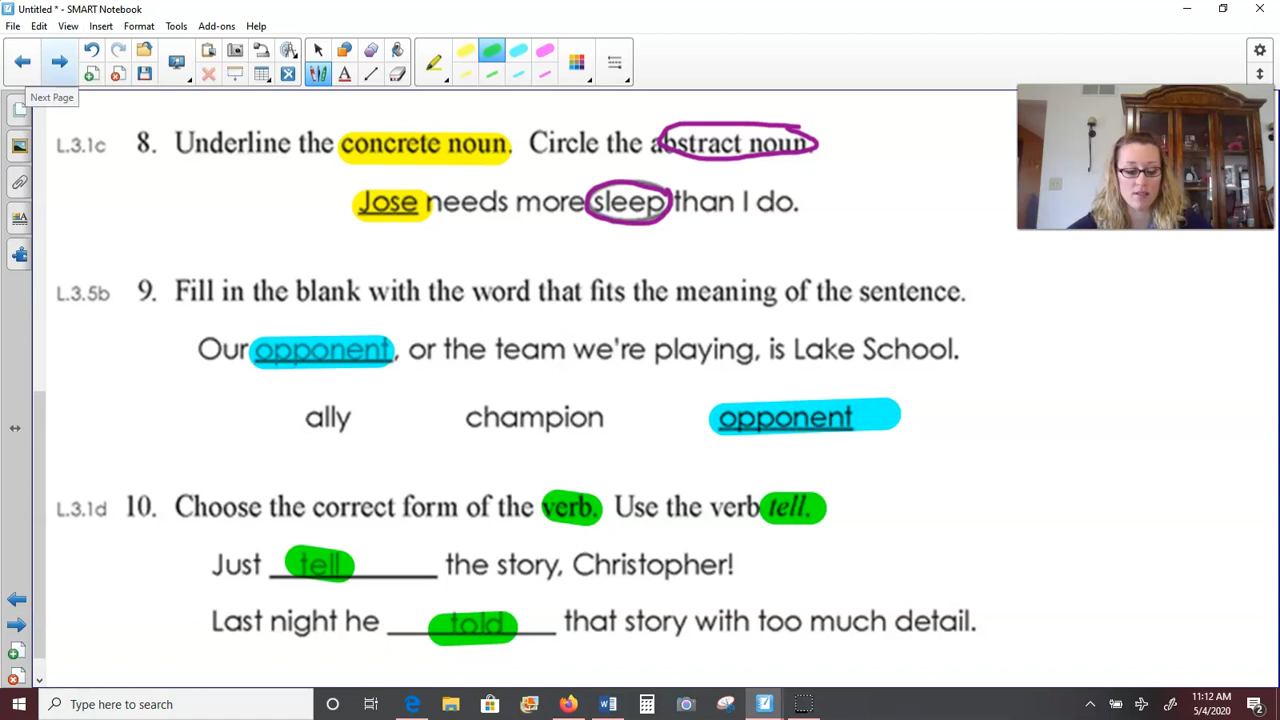 Untitled * - SMART Notebook
File Edit View Insert Format Tools Add-ons Help
Next Page
L.3.1c 8. Underline the concrete noun. Circle the abstract noun.
Jose needs more sleep than I do.
L.3.5b 9. Fill in the blank with the word that fits the meaning of the sentence.
Our opponent, or the team we're playing, is Lake School.
ally champion opponent
L.3.1d 10. Choose the correct form of the verb. Use the verb tell.
Just tell the story, Christopher!
Last night he told that story with too much detail.
Type here to search
11:12 AM
5/4/2020
2